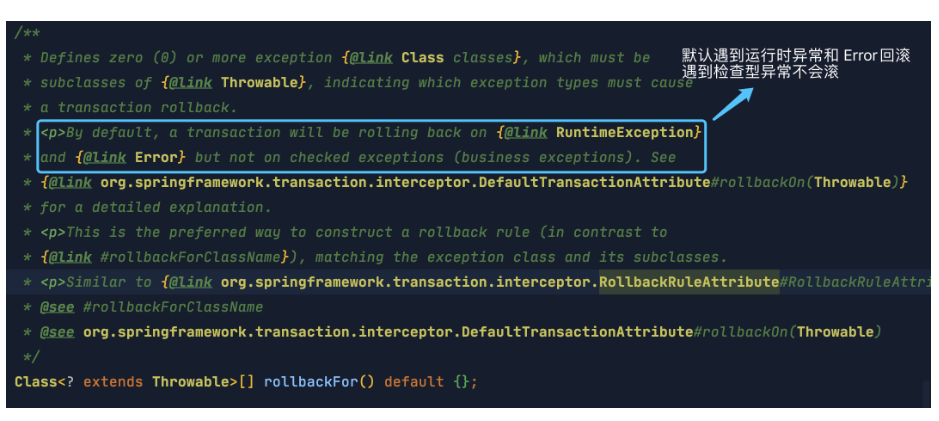 /**
* Defines zero (0) or more exception {@link Class classes}, which must be
* subclasses of {@link Throwable}, indicating which exception types must cause
* a transaction rollback.
* <p>By default, a transaction will be rolling back on {@link RuntimeException}
* and {@link Error} but not on checked exceptions (business exceptions). See
* {@link org.springframework.transaction.interceptor.DefaultTransactionAttribute#rollbackOn(Throwable)}
* for a detailed explanation.
* <p>This is the preferred way to construct a rollback rule (in contrast to
* {@link #rollbackForClassName}), matching the exception class and its subclasses.
* <p>Similar to {@link org.springframework.transaction.interceptor.RollbackRuleAttribute#RollbackRuleAttri
* @see #rollbackForClassName
* @see org.springframework.transaction.interceptor.DefaultTransactionAttribute#rollbackOn(Throwable)
*/
Class<? extends Throwable>[] rollbackFor() default {};
默认遇到运行时异常和 Error回滚
遇到检查型异常不会滚